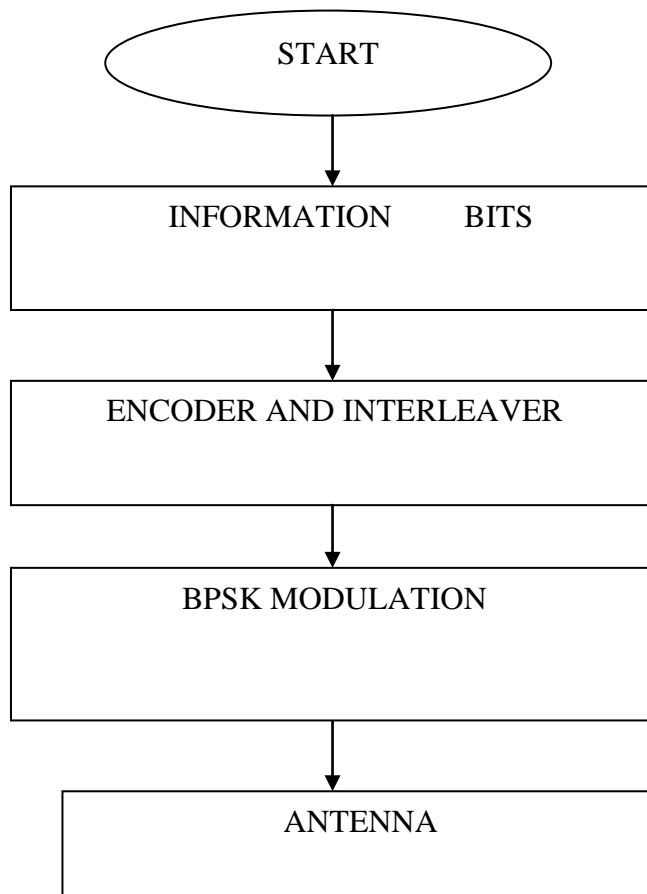 START
INFORMATION BITS
ENCODER AND INTERLEAVER
BPSK MODULATION
ANTENNA